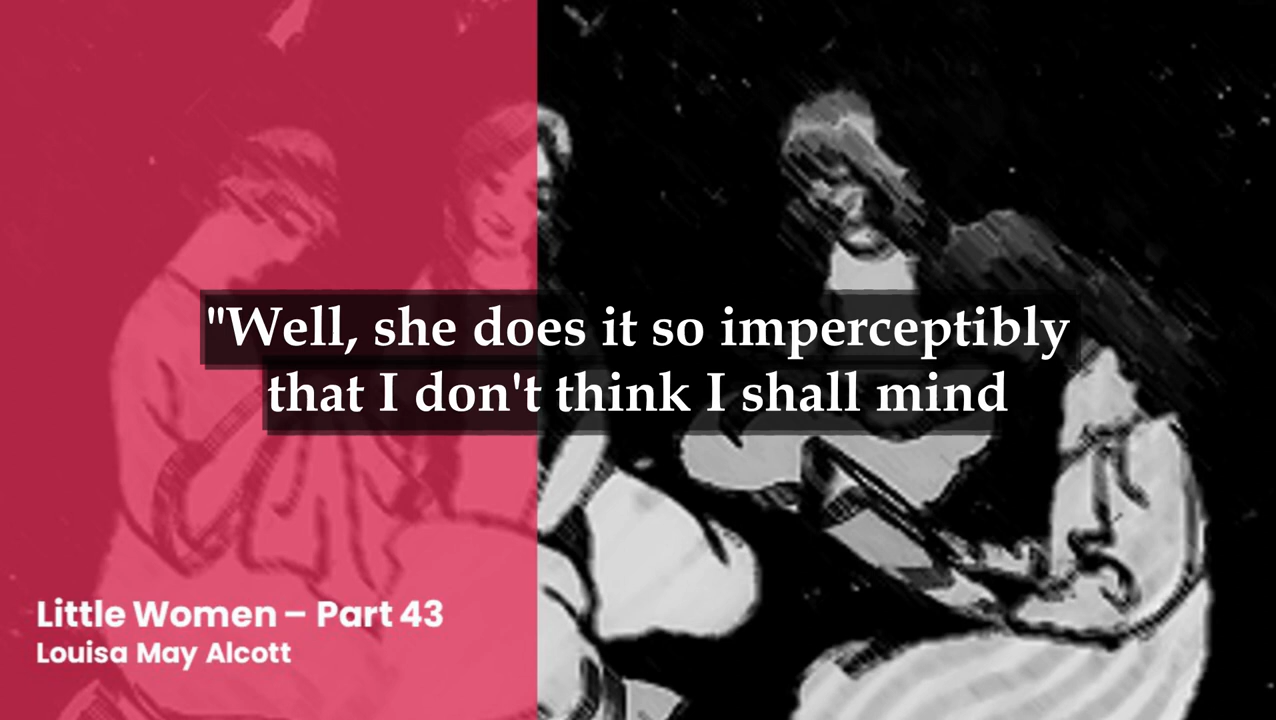 "Well, she does it so imperceptibly
that I don't think I shall mind
Little Women – Part 43
Louisa May Alcott